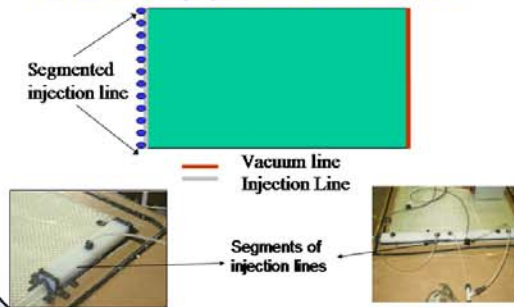 Segmented
injection line
Vacuum line
Injection Line
Segments of
injection lines